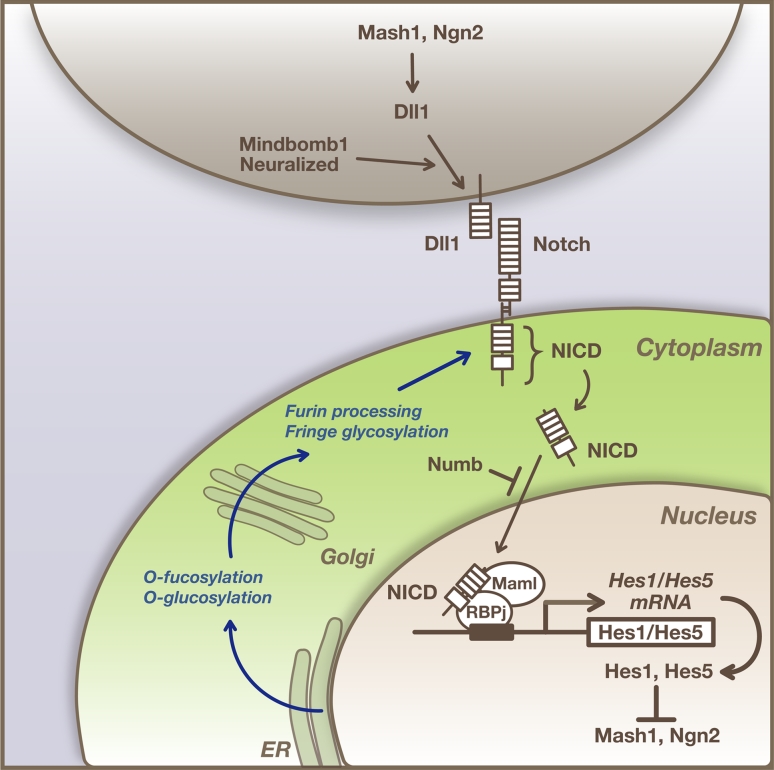 Mash1, Ngn2
Dll1
Mindbomb1
Neuralized
Dll1
Notch
NICD
Cytoplasm
Furin processing
Fringe glycosylation
NICD
Numb
Nucleus
Golgi
O-fucosylation
O-glucosylation
NICD
Maml
RBPj
Hes1/Hes5
mRNA
Hes1/Hes5
Hes1, Hes5
Mash1, Ngn2
ER